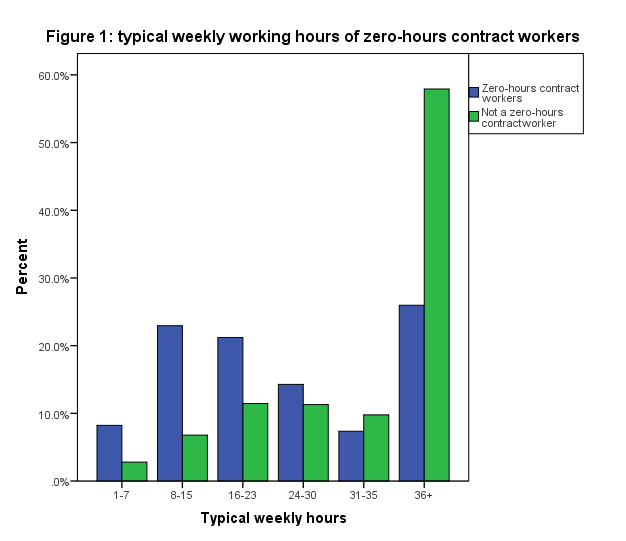 Figure 1: typical weekly working hours of zero-hours contract workers
60.0%
50.0%
40.0%
30.0%
20.0%
10.0%
.0%
Percent
1-7 8-15 16-23 24-30 31-35 36+
Typical weekly hours
Zero-hours contract
workers
Not a zero-hours
contractworker